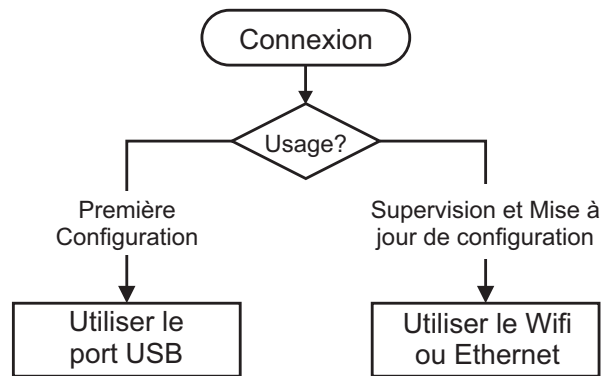 Connexion
Usage?
Première
Configuration
Supervision et Mise à
jour de configuration
Utiliser le
port USB
Utiliser le Wifi
ou Ethernet